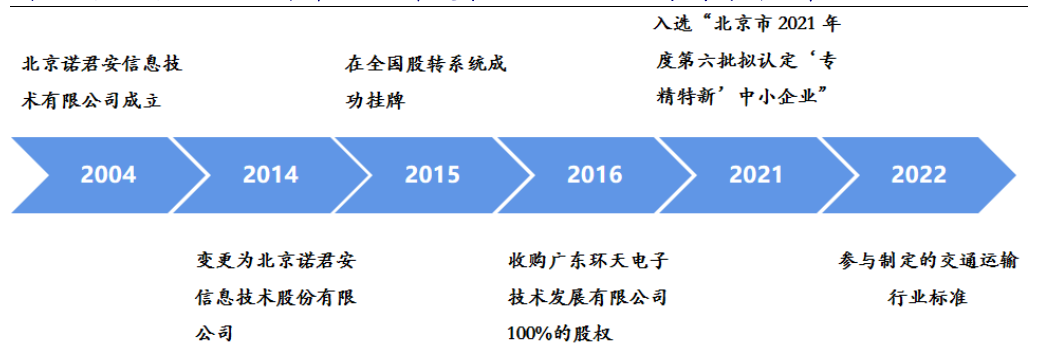 北京诺君安信息技
术有限公司成立
在全国股转系统成
功挂牌
入选“北京市 2021 年
度第六批拟认定‘专
精特新’中小企业”
2004
2014
2015
2016
2021
2022
变更为北京诺君安
信息技术股份有限
公司
收购广东环天电子
技术发展有限公司
100%的股权
参与制定的交通运输
行业标准